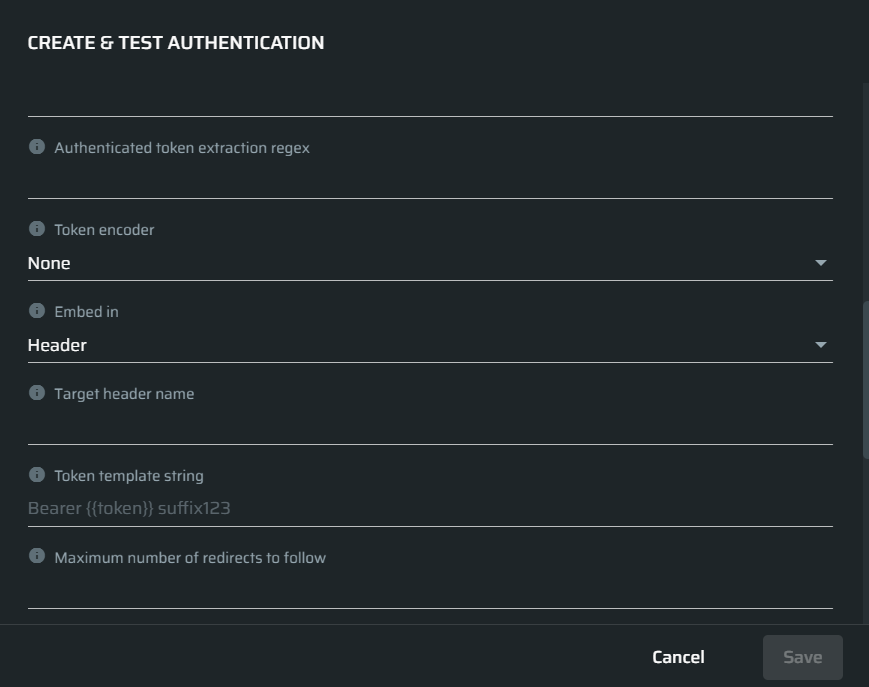 CREATE & TEST AUTHENTICATION
Authenticated token extraction regex
Token encoder
None
Embed in
Header
Target header name
Token template string
Bearer {{token}} suffix123
Maximum number of redirects to follow
Cancel
Save